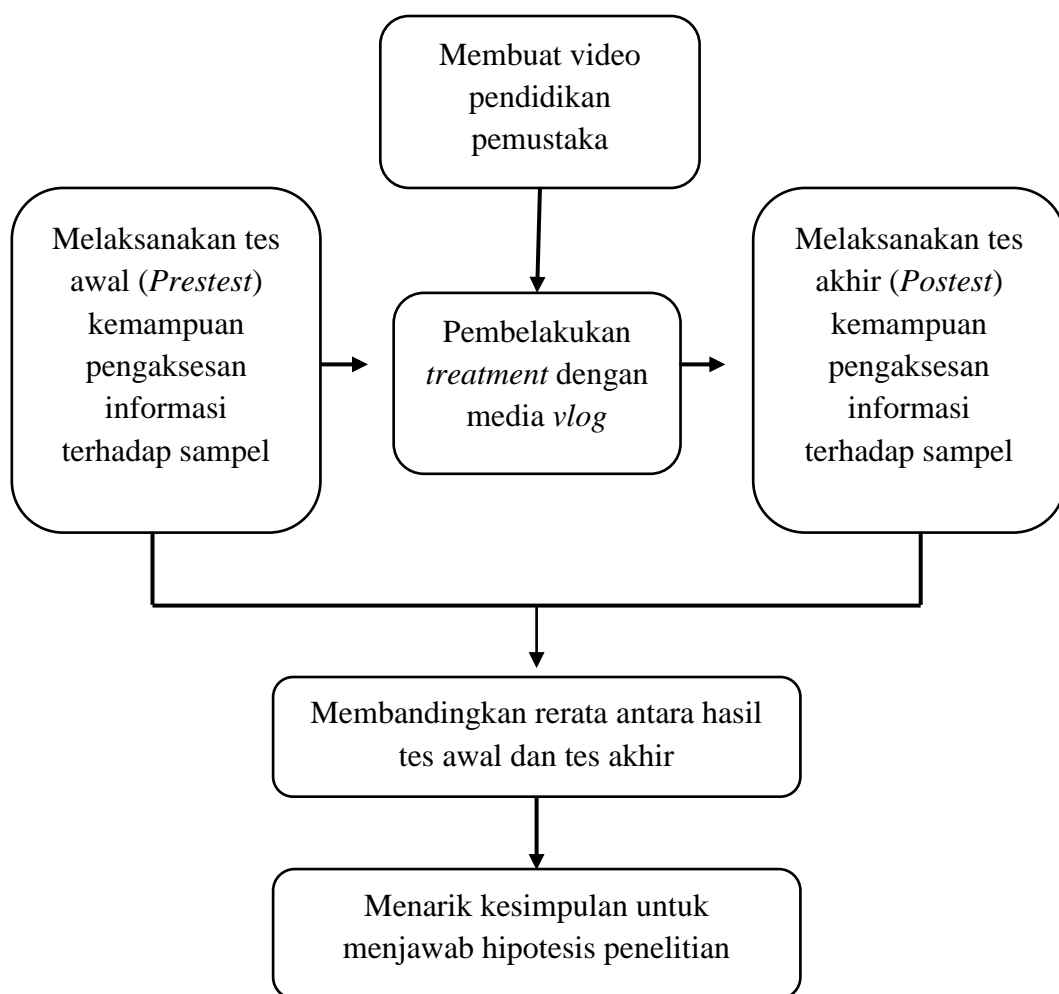 Membuat video
pendidikan
pemustaka
Melaksanakan tes
awal (Prestest)
kemampuan
pengaksesan
informasi
terhadap sampel
Pembelakukan
treatment dengan
media vlog
Melaksanakan tes
akhir (Postest)
kemampuan
pengaksesan
informasi
terhadap sampel
Membandingkan rerata antara hasil
tes awal dan tes akhir
Menarik kesimpulan untuk
menjawab hipotesis penelitian